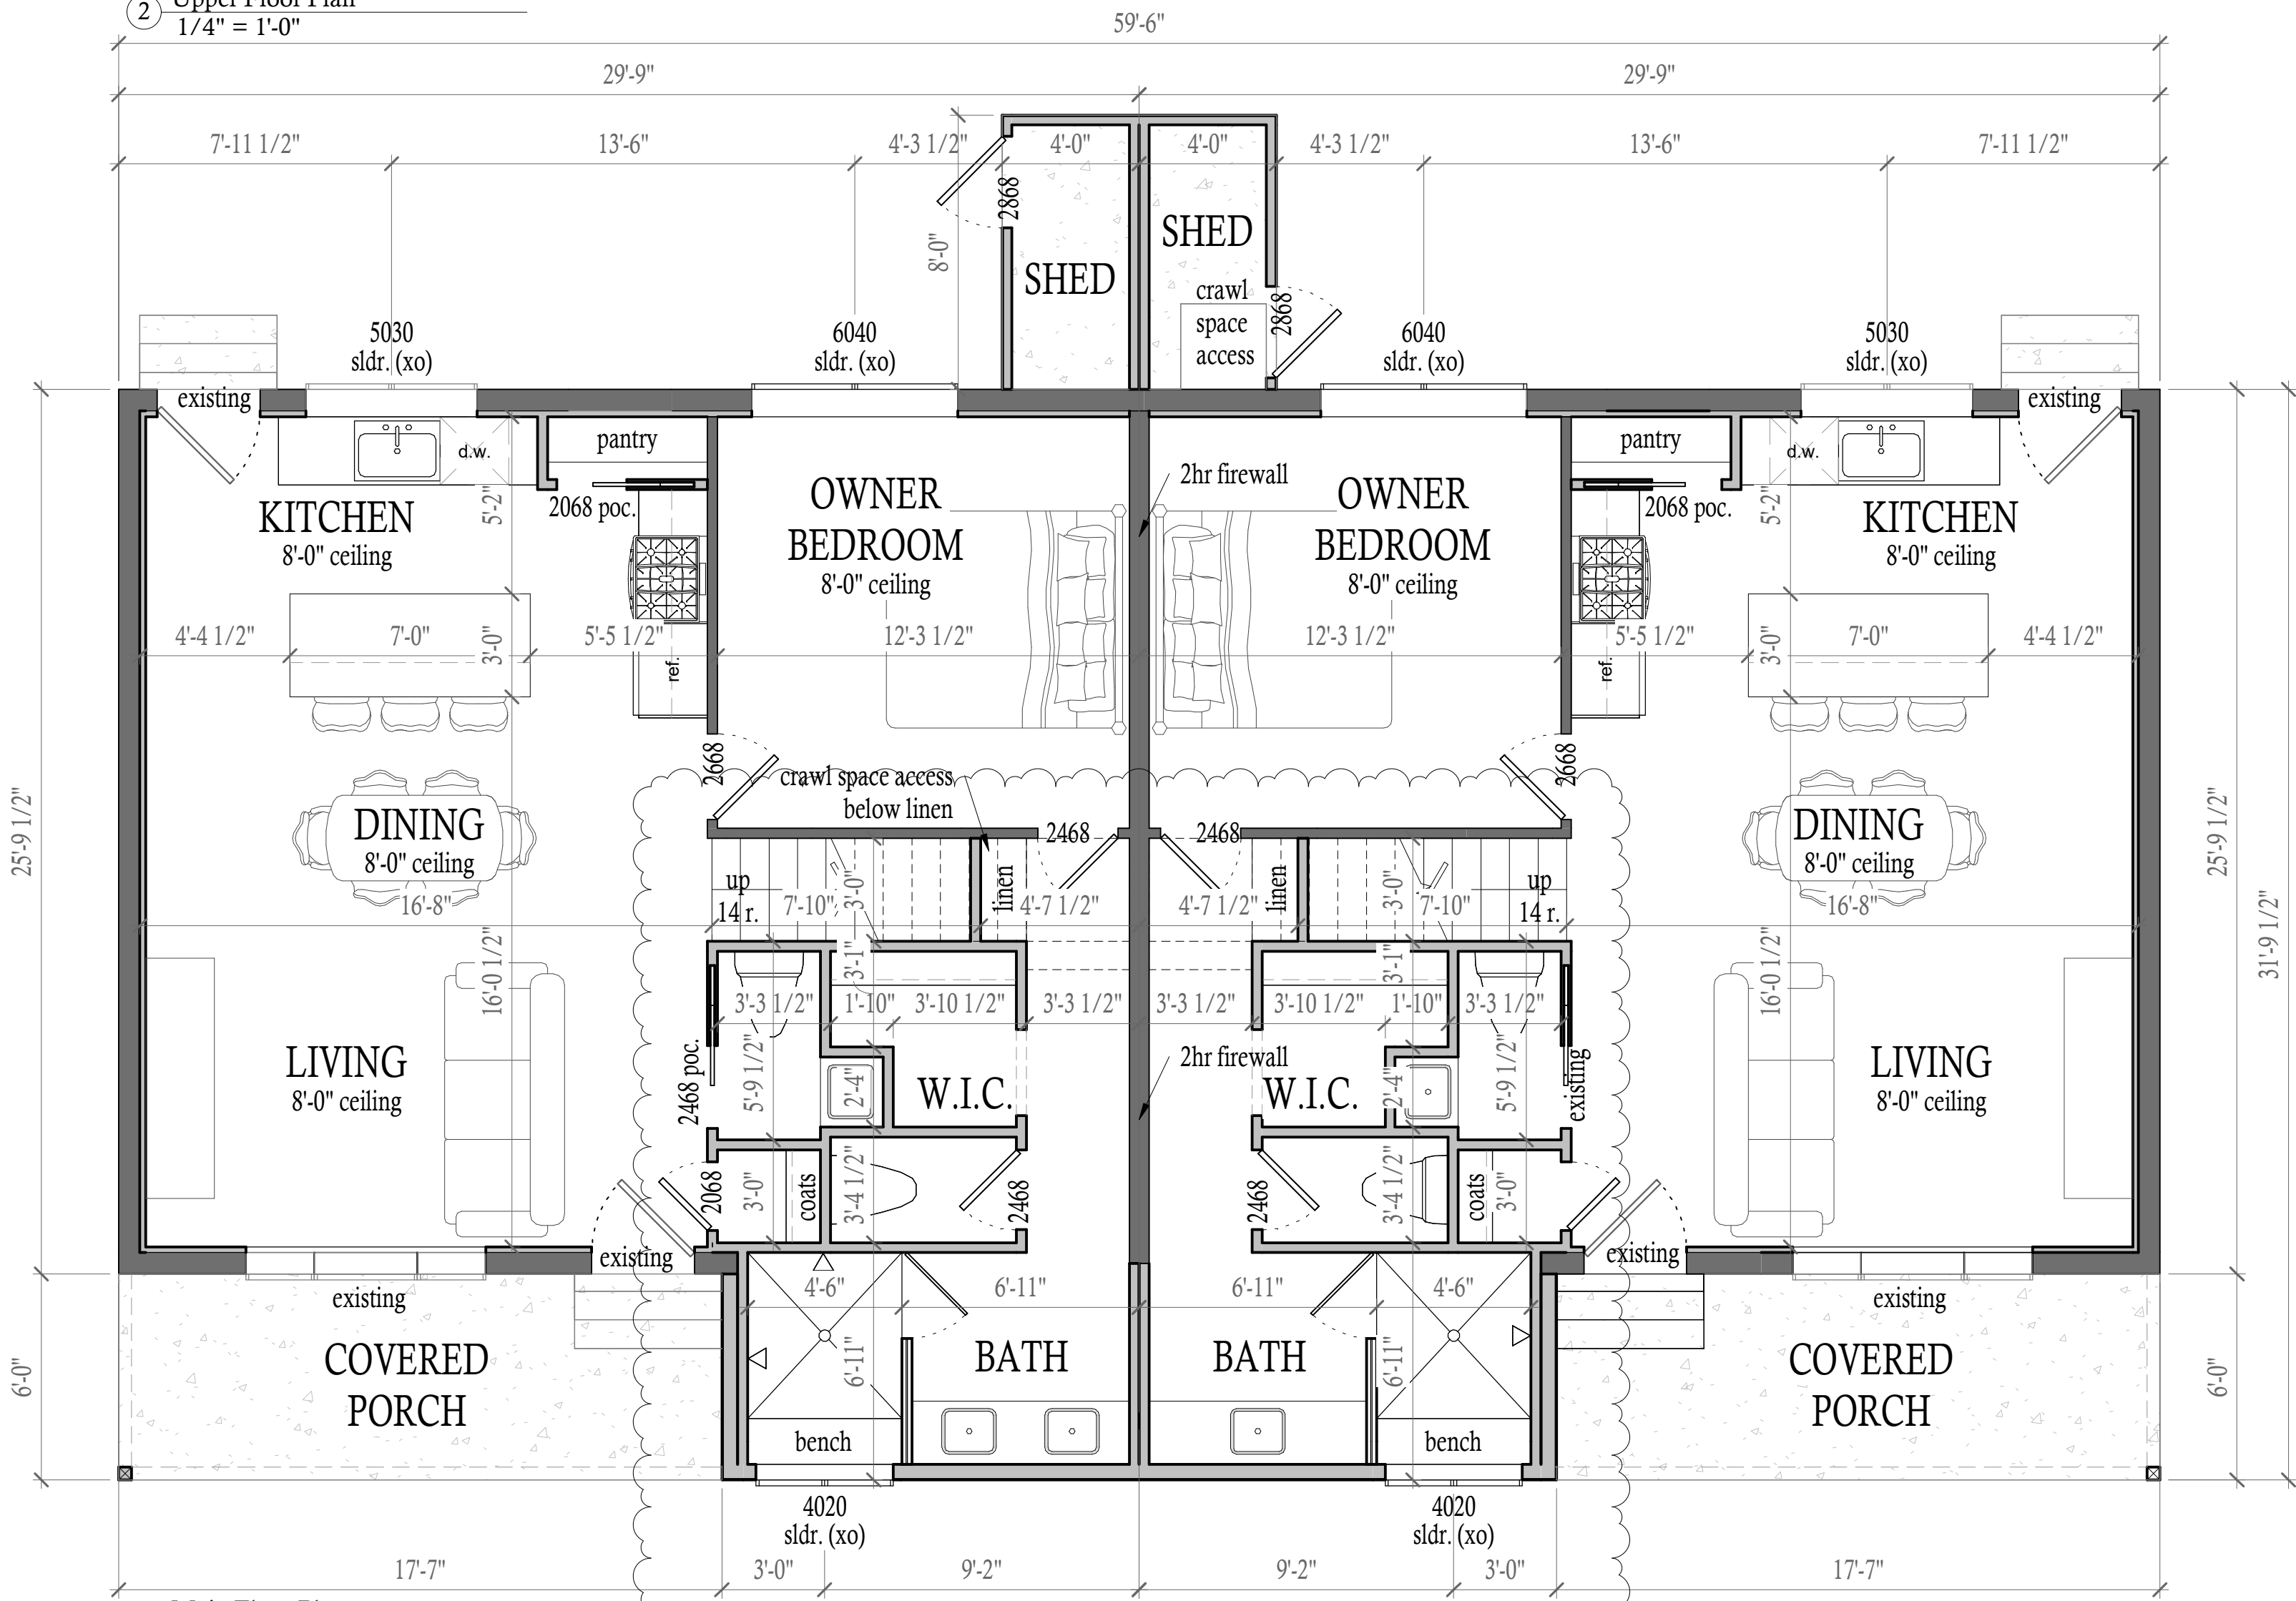 2 Upper Floor Plan
1/4" = 1'-0"
59'-6"
29'-9" 29'-9"
7'-11 1/2" 13'-6" 4'-3 1/2" 4'-0" 4'-0" 4'-3 1/2" 13'-6" 7'-11 1/2"
2868
8'-0"
SHED
SHED
crawl
space
access
2868
5030
sldr. (xo)
6040
sldr. (xo)
6040
sldr. (xo)
5030
sldr. (xo)
existing
existing
pantry
pantry
d.w.
d.w.
2hr firewall
2068 poc.
2068 poc.
KITCHEN
8'-0" ceiling
OWNER
BEDROOM
8'-0" ceiling
OWNER
BEDROOM
8'-0" ceiling
KITCHEN
8'-0" ceiling
5'-2"
5'-2"
4'-4 1/2" 7'-0" 3'-0" 5'-5 1/2" 12'-3 1/2" 12'-3 1/2" 5'-5 1/2" 3'-0" 7'-0" 4'-4 1/2"
ref.
ref.
2668
2668
crawl space access
below linen
2468
2468
DINING
8'-0" ceiling
DINING
8'-0" ceiling
25'-9 1/2"
25'-9 1/2"
31'-9 1/2"
up
14 r.
up
14 r.
linen
linen
3'-0"
3'-0"
16'-8" 7'-10" 4'-7 1/2" 4'-7 1/2" 7'-10" 16'-8"
16'-0 1/2"
16'-0 1/2"
3'-1"
3'-1"
3'-3 1/2" 1'-10" 3'-10 1/2" 3'-3 1/2" 3'-3 1/2" 3'-10 1/2" 1'-10" 3'-3 1/2"
LIVING
8'-0" ceiling
LIVING
8'-0" ceiling
2468 poc.
5'-9 1/2"
2'-4"
W.I.C.
2hr firewall
W.I.C.
2'-4"
5'-9 1/2"
existing
2068
3'-0"
coats
3'-4 1/2"
2468
2468
3'-4 1/2"
coats
3'-0"
existing
existing
existing
existing
4'-6" 6'-11" 6'-11" 4'-6"
6'-11"
6'-11"
COVERED
PORCH
BATH
BATH
COVERED
PORCH
6'-0"
6'-0"
bench
bench
4020
sldr. (xo)
4020
sldr. (xo)
17'-7" 3'-0" 9'-2" 9'-2" 3'-0" 17'-7"